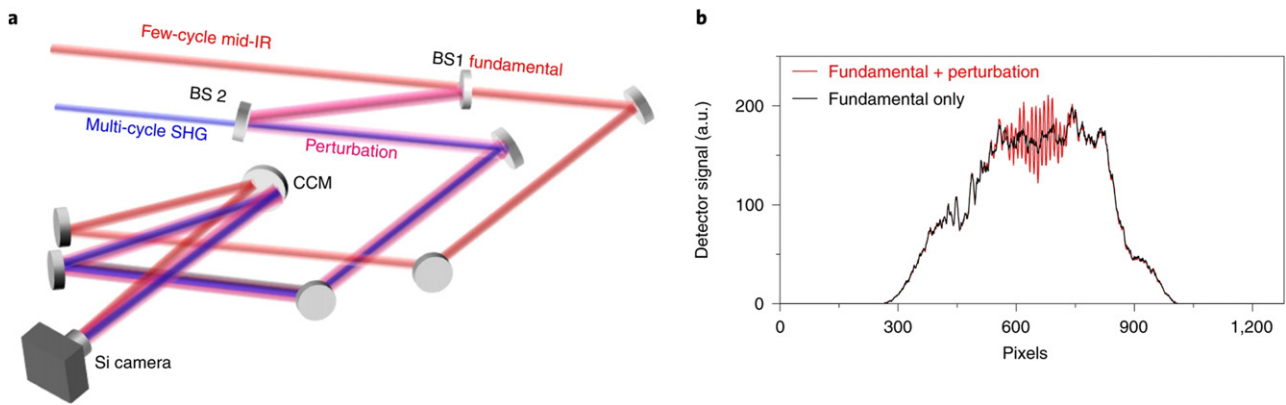 a
Few-cycle mid-IR
BS1 fundamental
BS 2
Multi-cycle SHG
Perturbation
CCM
Si camera
b
Fundamental + perturbation
Fundamental only
Detector signal (a.u.)
200
100
0
0
300
600
900
1,200
Pixels